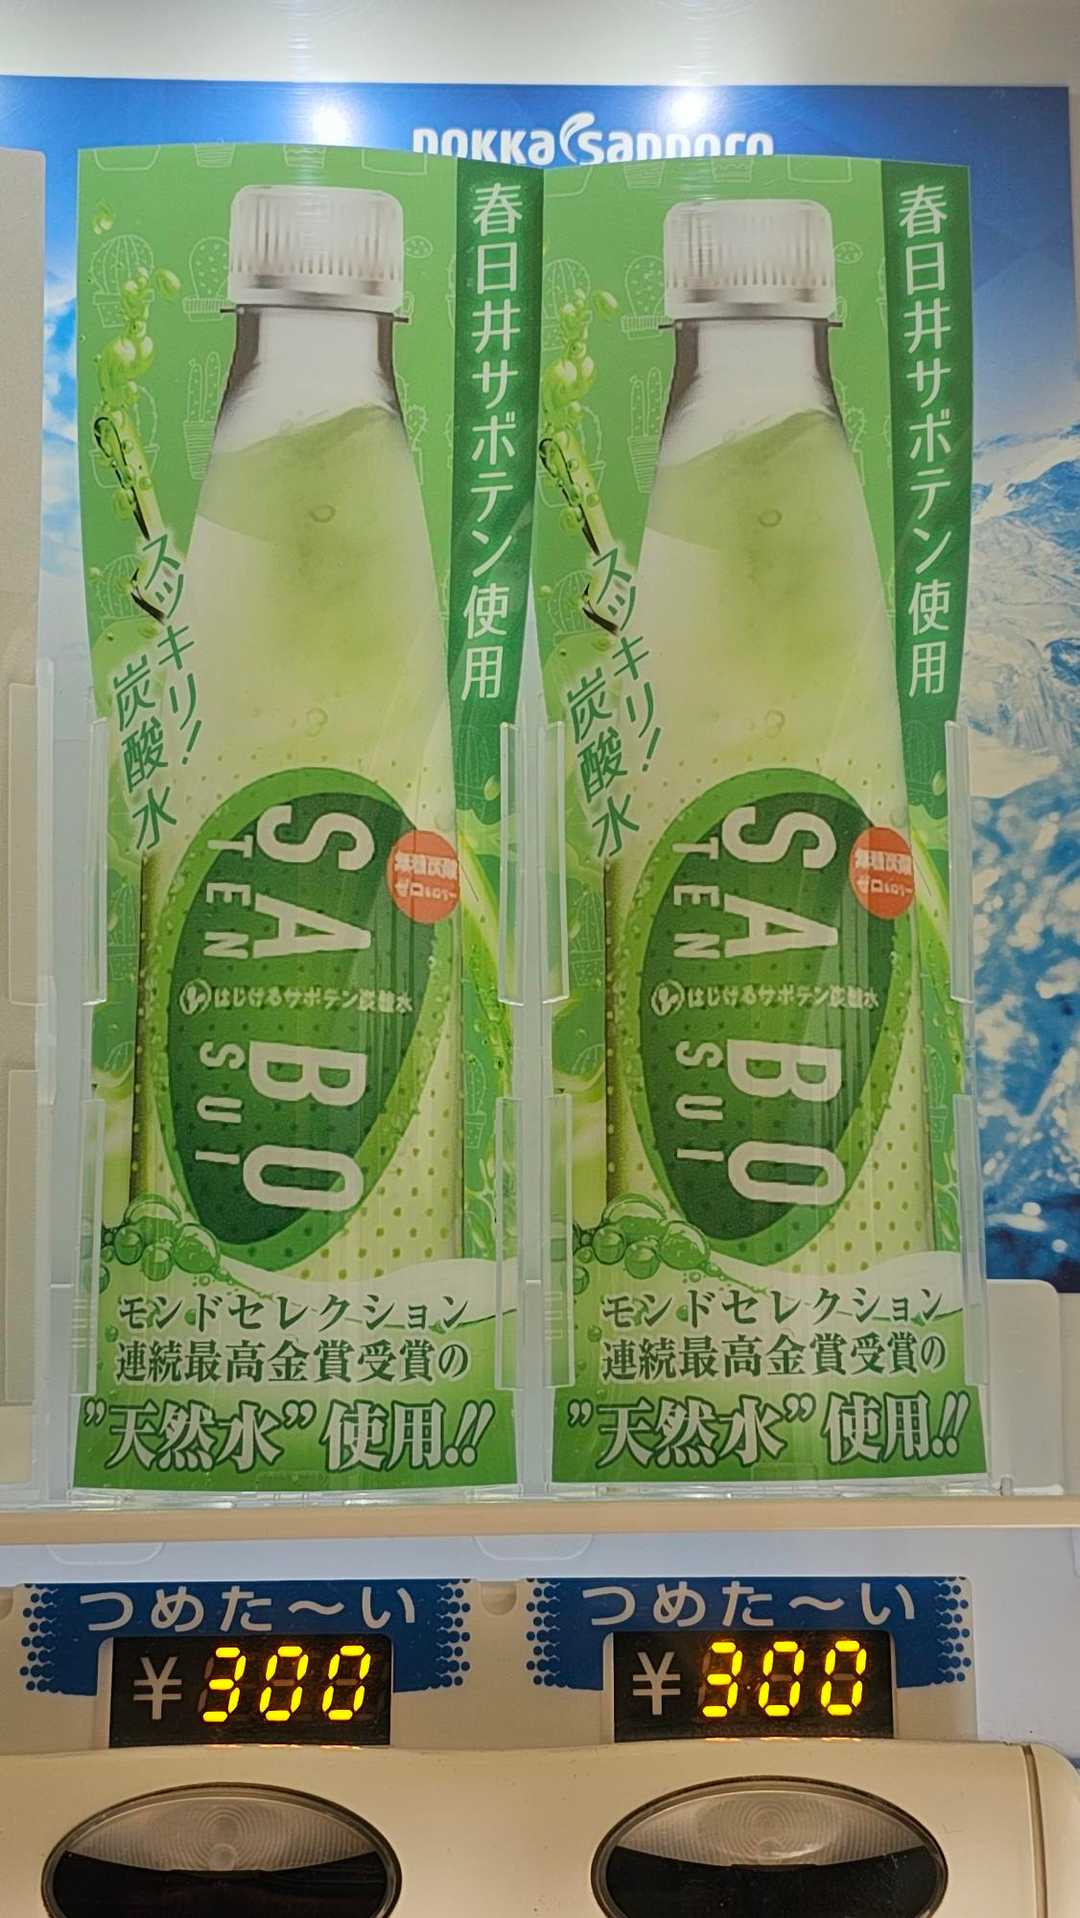 pokka sapporo
春日井サボテン使用
スッキリ!
炭酸水
SABO
TEN SUI
はじけるサボテン炭酸水
無糖炭酸
ゼロカロリー
モンドセレクション
連続最高金賞受賞の
”天然水”使用!!
春日井サボテン使用
スッキリ!
炭酸水
SABO
TEN SUI
はじけるサボテン炭酸水
無糖炭酸
ゼロカロリー
モンドセレクション
連続最高金賞受賞の
”天然水”使用!!
つめた〜い
¥300
つめた〜い
¥300